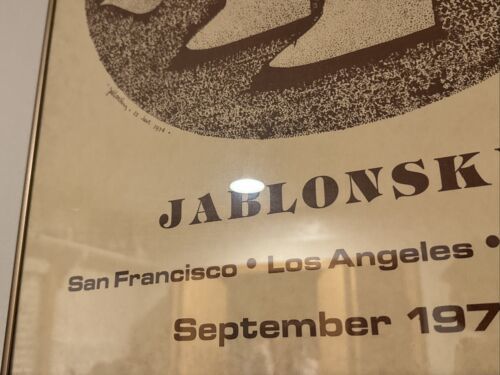 JABLONSK
San Francisco • Los Angeles •
September 197